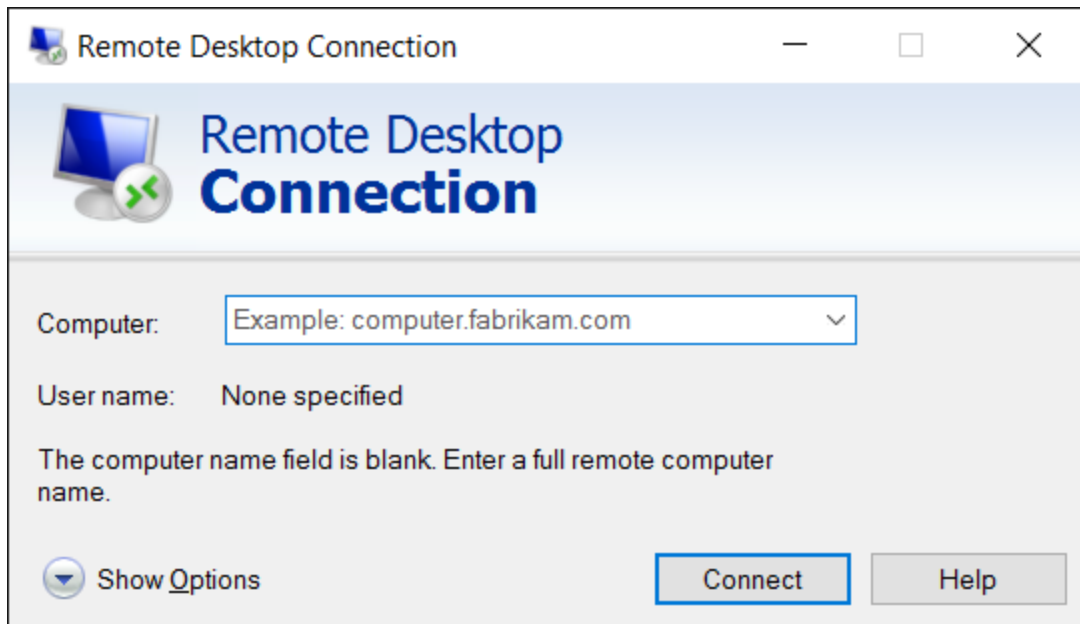 Remote Desktop Connection
Remote Desktop
Connection
Computer: Example: computer.fabrikam.com
User name: None specified
The computer name field is blank. Enter a full remote computer
name.
Show Options Connect Help